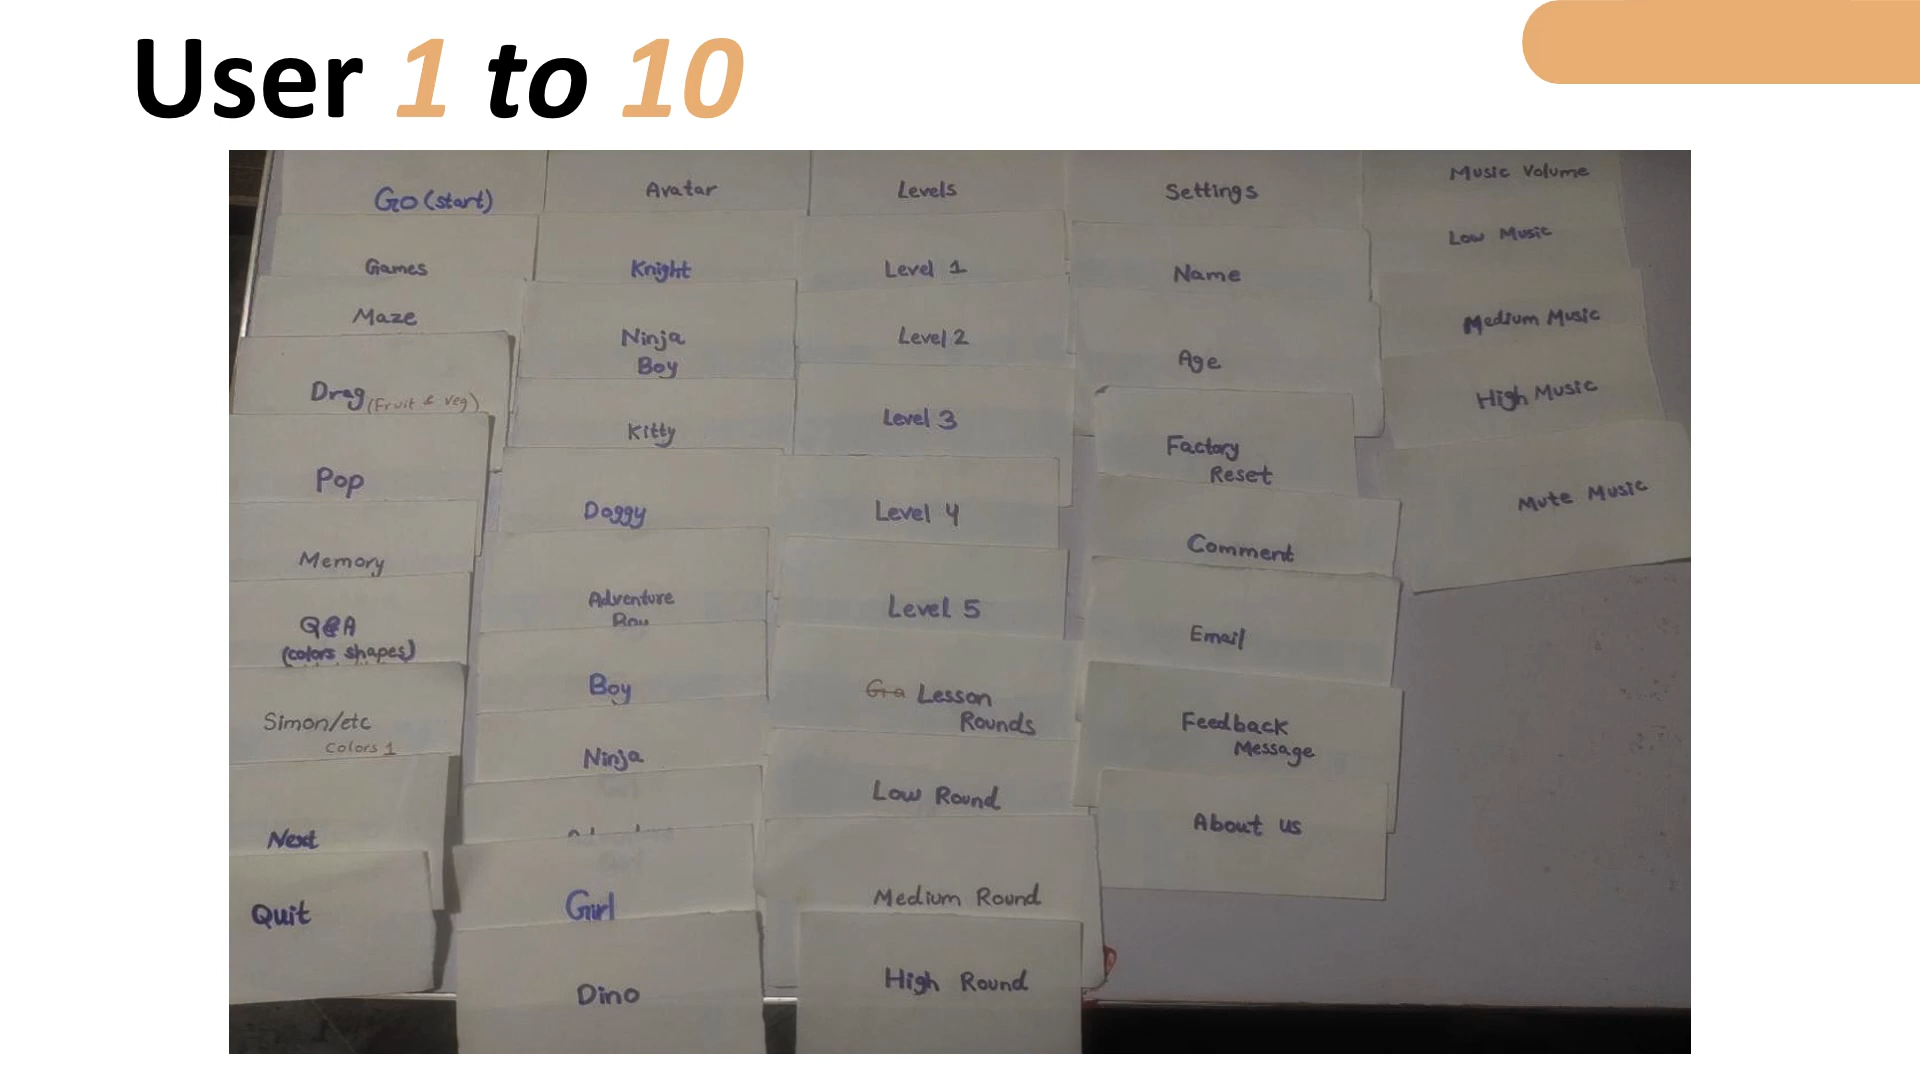 User 1 to 10
Go (start)
Games
Maze
Drag (Fruit & veg)
Pop
Memory
Q&A
(colors shapes)
Simon/etc
Colors 1
Next
Quit
Avatar
Knight
Ninja
Boy
Kitty
Doggy
Adventure
Boy
Boy
Ninja
Girl
Dino
Levels
Level 1
Level 2
Level 3
Level 4
Level 5
Lesson
Rounds
Low Round
Medium Round
High Round
Settings
Name
Age
Factory
Reset
Comment
Email
Feedback
Message
About us
Music Volume
Low Music
Medium Music
High Music
Mute Music